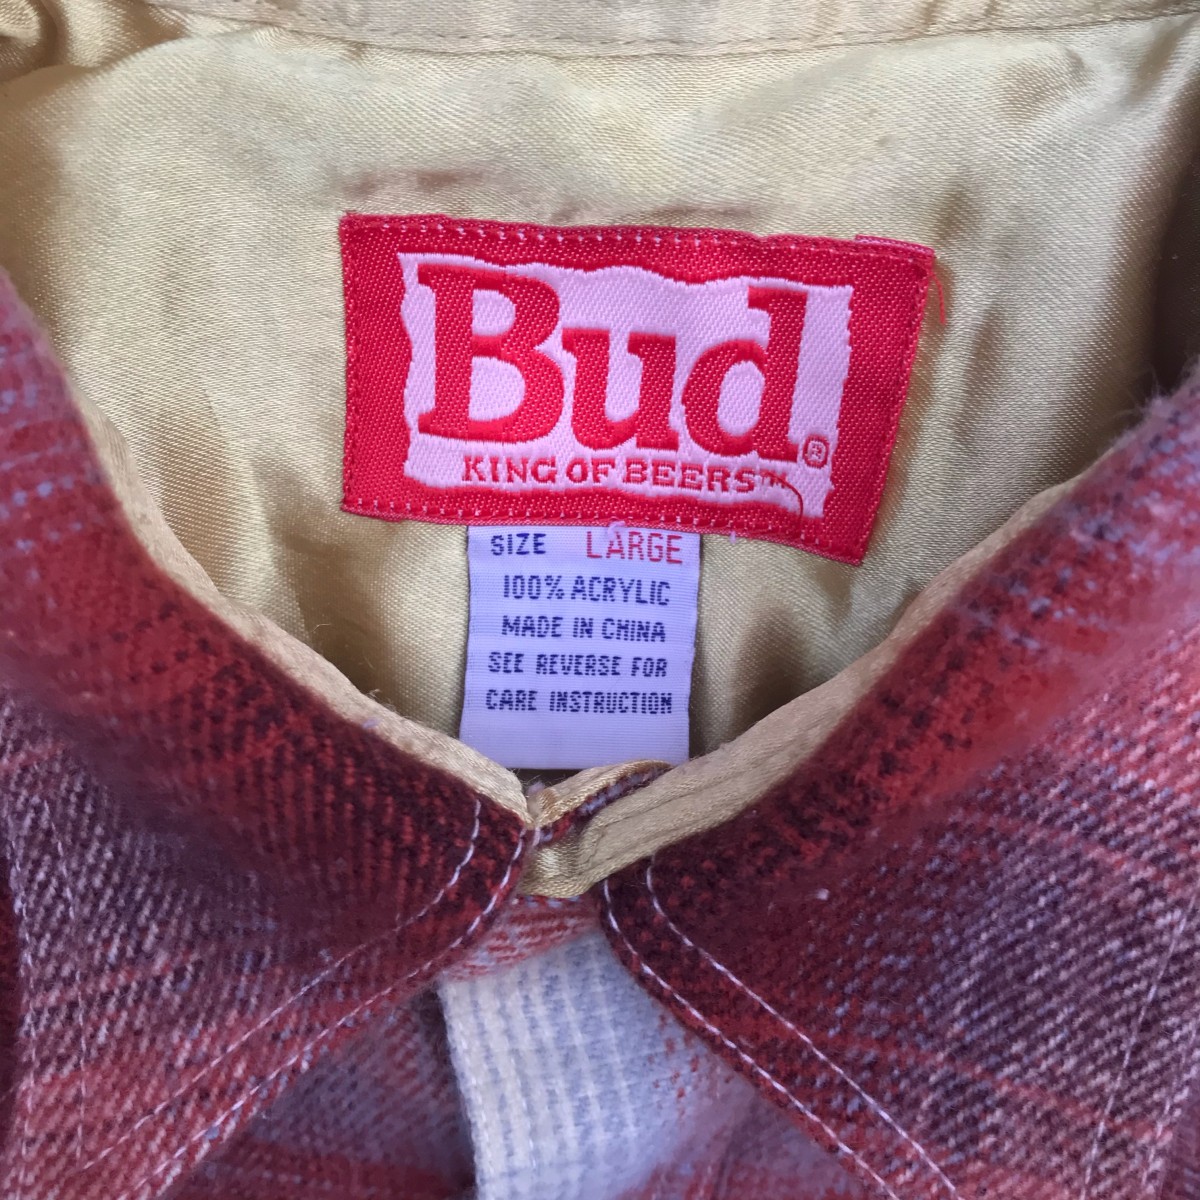 Bud®
KING OF BEERS™
SIZE LARGE
100% ACRYLIC
MADE IN CHINA
SEE REVERSE FOR
CARE INSTRUCTION